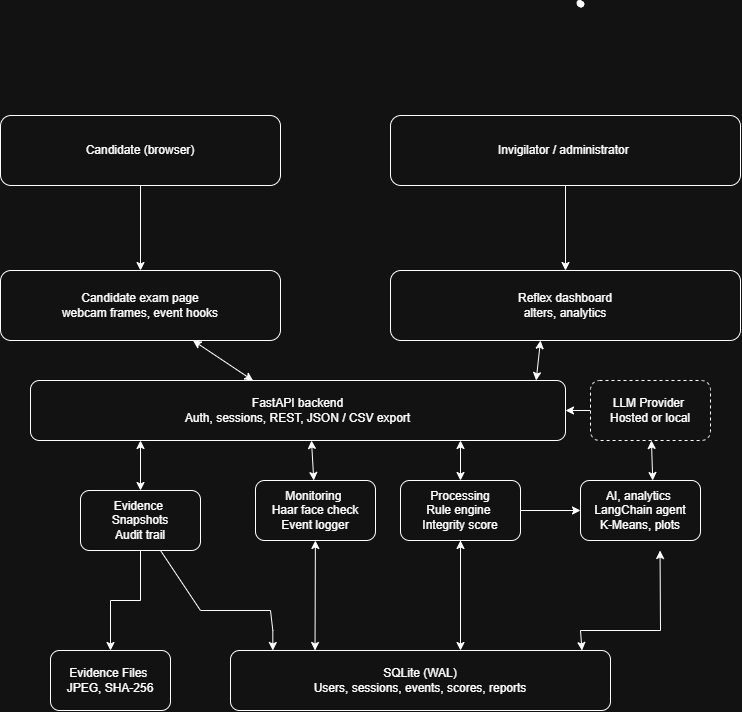 Candidate (browser)
Invigilator / administrator
Candidate exam page
webcam frames, event hooks
Reflex dashboard
alters, analytics
FastAPI backend
Auth, sessions, REST, JSON / CSV export
LLM Provider
Hosted or local
Evidence
Snapshots
Audit trail
Monitoring
Haar face check
Event logger
Processing
Rule engine
Integrity score
AI, analytics
LangChain agent
K-Means, plots
Evidence Files
JPEG, SHA-256
SQLite (WAL)
Users, sessions, events, scores, reports